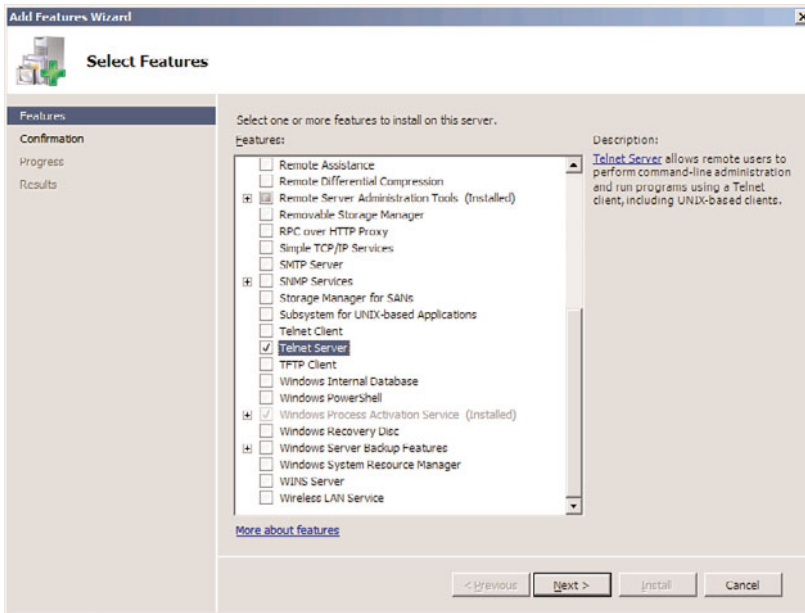 Add Features Wizard
Select Features
Features
Confirmation
Progress
Results
Select one or more features to install on this server.
Features:
Remote Assistance
Remote Differential Compression
Remote Server Administration Tools (Installed)
Removable Storage Manager
RPC over HTTP Proxy
Simple TCP/IP Services
SMTP Server
SNMP Services
Storage Manager for SANs
Subsystem for UNIX-based Applications
Telnet Client
Telnet Server
TFTP Client
Windows Internal Database
Windows PowerShell
Windows Process Activation Service (Installed)
Windows Recovery Disc
Windows Server Backup Features
Windows System Resource Manager
WINS Server
Wireless LAN Service
More about features
Description:
Telnet Server allows remote users to
perform command-line administration
and run programs using a Telnet
client, including UNIX-based clients.
< Previous
Next >
Install
Cancel